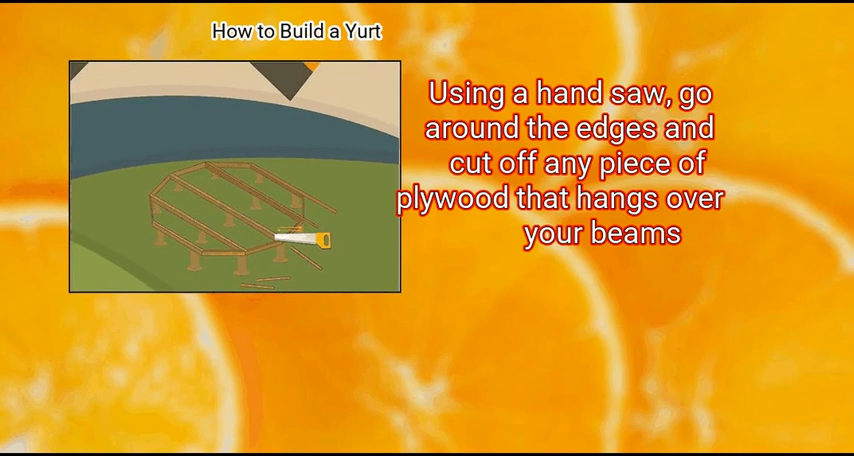 How to Build a Yurt
Using a hand saw, go
around the edges and
cut off any piece of
plywood that hangs over
your beams